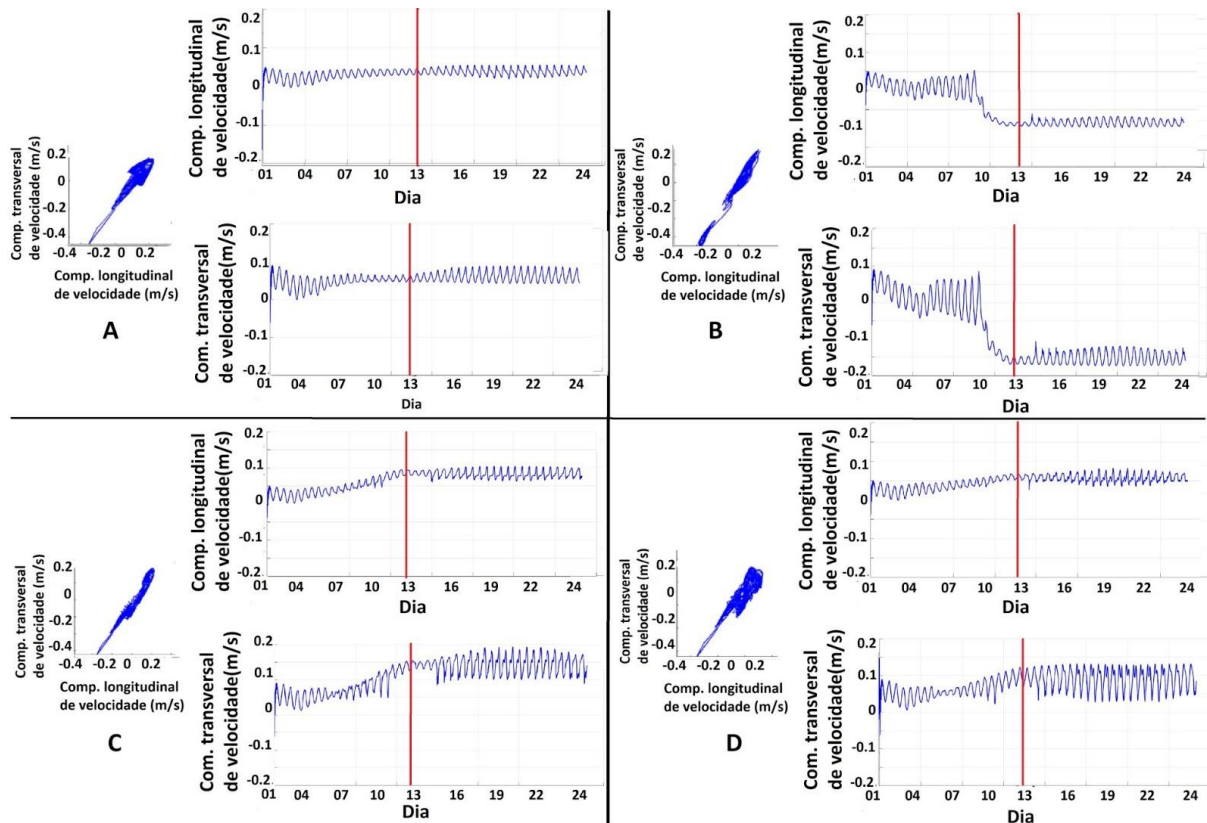 0.2
0.1
0
-0.1
-0.2
Comp. longitudinal
de velocidade(m/s)
01 04 07 10 13 16 19 22 24
Dia
0.2
0.1
0
-0.1
-0.2
Com. transversal
de velocidade(m/s)
01 04 07 10 13 16 19 22 24
Dia
Comp. transversal
de velocidade (m/s)
0.2
0
-0.2
-0.4
-0.4 -0.2 0 0.2
Comp. longitudinal
de velocidade (m/s)
A
0.2
0.1
0
-0.1
-0.2
Comp. longitudinal
de velocidade(m/s)
01 04 07 10 13 16 19 22 24
Dia
0.2
0.1
0
-0.1
-0.2
Com. transversal
de velocidade(m/s)
01 04 07 10 13 16 19 22 24
Dia
Comp. transversal
de velocidade (m/s)
0.2
0
-0.2
-0.4
-0.4 -0.2 0 0.2
Comp. longitudinal
de velocidade (m/s)
B
0.2
0.1
0
-0.1
-0.2
Comp. longitudinal
de velocidade(m/s)
01 04 07 10 13 16 19 22 24
Dia
0.2
0.1
0
-0.1
-0.2
Com. transversal
de velocidade(m/s)
01 04 07 10 13 16 19 22 24
Dia
Comp. transversal
de velocidade (m/s)
0.2
0
-0.2
-0.4
-0.4 -0.2 0 0.2
Comp. longitudinal
de velocidade (m/s)
C
0.2
0.1
0
-0.1
-0.2
Comp. longitudinal
de velocidade(m/s)
01 04 07 10 13 16 19 22 24
Dia
0.2
0.1
0
-0.1
-0.2
Com. transversal
de velocidade(m/s)
01 04 07 10 13 16 19 22 24
Dia
Comp. transversal
de velocidade (m/s)
0.2
0
-0.2
-0.4
-0.4 -0.2 0 0.2
Comp. longitudinal
de velocidade (m/s)
D